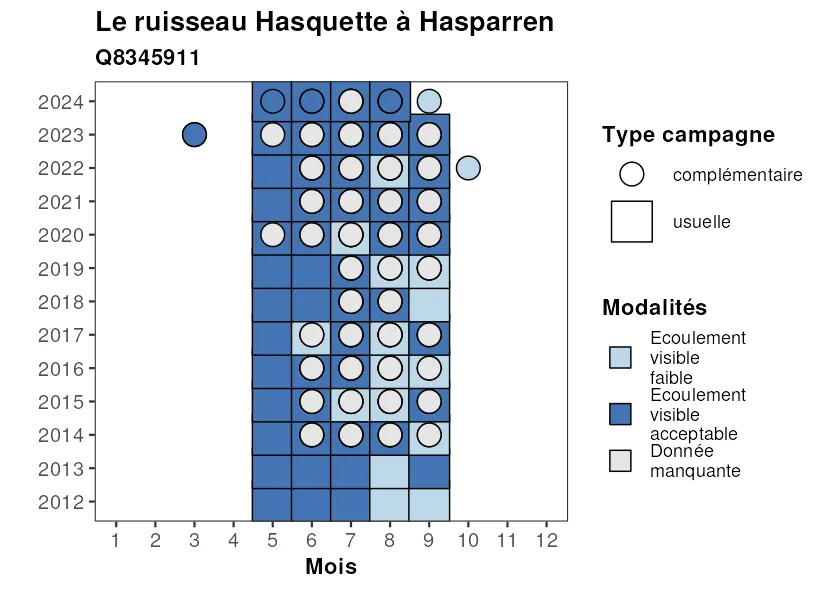 Le ruisseau Hasquette à Hasparren
Q8345911
2024
2023
2022
2021
2020
2019
2018
2017
2016
2015
2014
2013
2012
1 2 3 4 5 6 7 8 9 10 11 12
Mois
Type campagne
complémentaire
usuelle
Modalités
Ecoulement
visible
faible
Ecoulement
visible
acceptable
Donnée
manquante